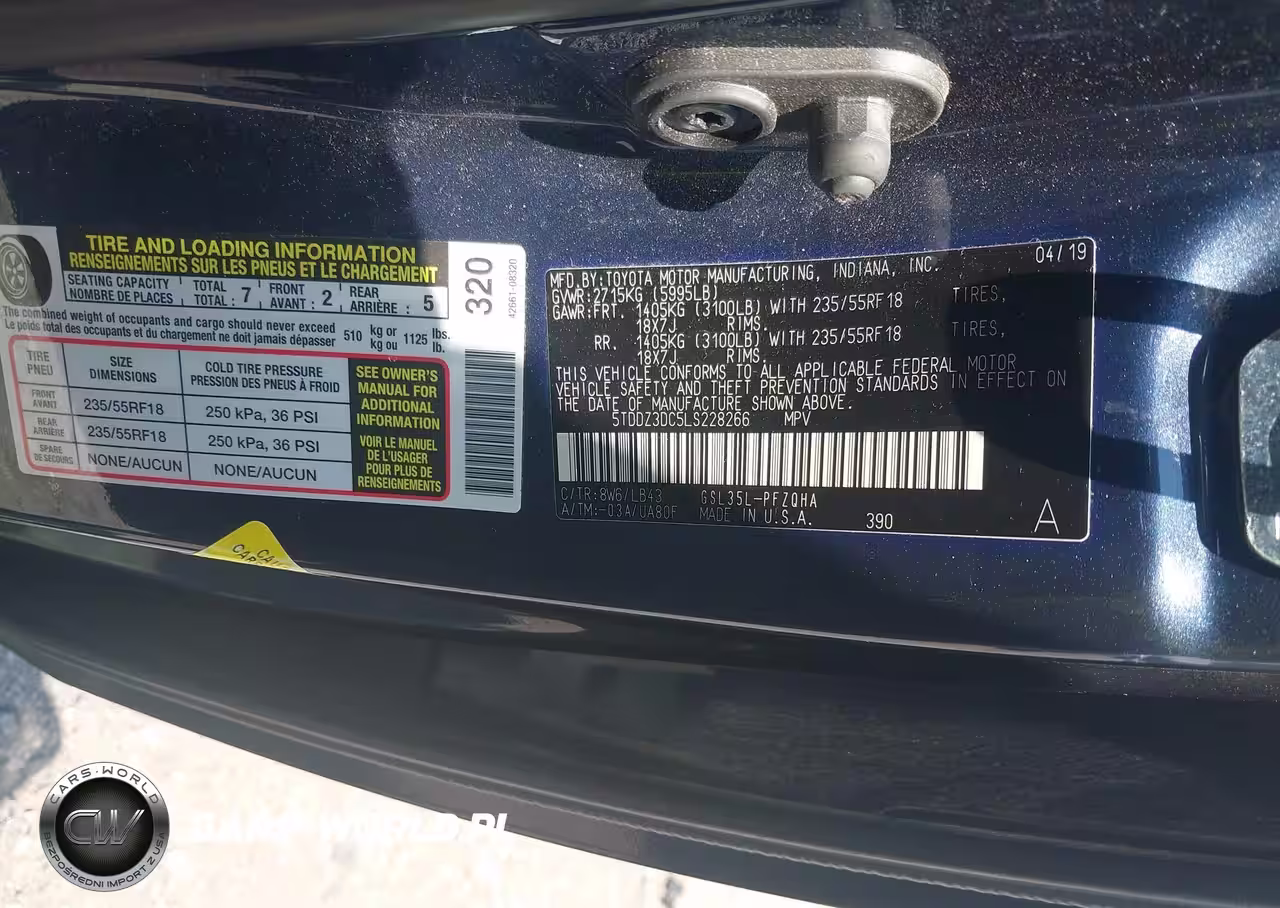 TIRE AND LOADING INFORMATION
RENSEIGNEMENTS SUR LES PNEUS ET LE CHARGEMENT
SEATING CAPACITY
NOMBRE DE PLACES
TOTAL
TOTAL : 7
FRONT
AVANT : 2
REAR
ARRIÈRE : 5
The combined weight of occupants and cargo should never exceed 510 kg or 1125 lbs.
Le poids total des occupants et du chargement ne doit jamais dépasser kg ou lb.
TIRE
PNEU
SIZE
DIMENSIONS
COLD TIRE PRESSURE
PRESSION DES PNEUS À FROID
FRONT
AVANT
235/55RF18
250 kPa, 36 PSI
REAR
ARRIÈRE
235/55RF18
250 kPa, 36 PSI
SPARE
DE SECOURS
NONE/AUCUN
NONE/AUCUN
SEE OWNER'S
MANUAL FOR
ADDITIONAL
INFORMATION
VOIR LE MANUEL
DE L'USAGER
POUR PLUS DE
RENSEIGNEMENTS
320
42661-08320
MFD.BY:TOYOTA MOTOR MANUFACTURING, INDIANA, INC. 04/19
GVWR:2715KG (5995LB)
GAWR:FRT. 1405KG (3100LB) WITH 235/55RF18 TIRES,
18X7J RIMS.
RR. 1405KG (3100LB) WITH 235/55RF18 TIRES,
18X7J RIMS.
THIS VEHICLE CONFORMS TO ALL APPLICABLE FEDERAL MOTOR
VEHICLE SAFETY AND THEFT PREVENTION STANDARDS IN EFFECT ON
THE DATE OF MANUFACTURE SHOWN ABOVE.
5TDDZ3DC5LS228266 MPV
C/TR:8W6/LB43 GSL35L-PFZQHA
A/TM:-03A/UA80F MADE IN U.S.A. 390 A
CARS-WORLD
CW
BEZPOŚREDNI IMPORT Z USA